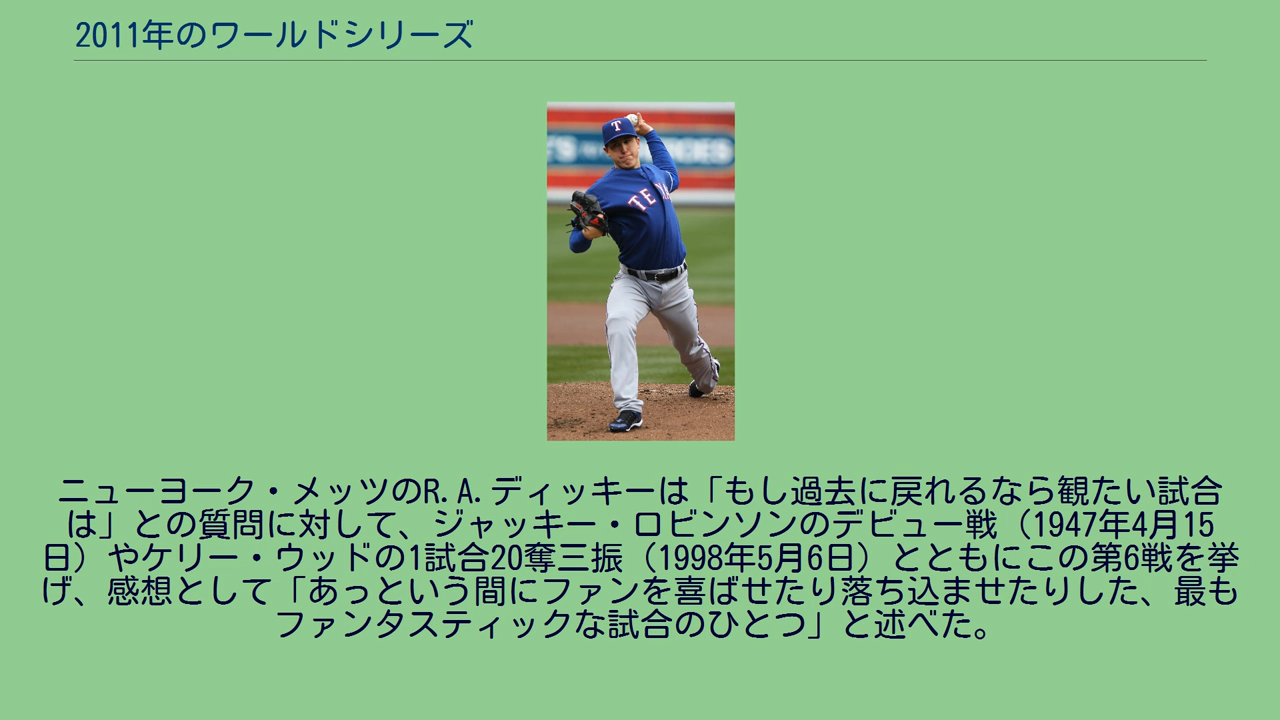 2011年のワールドシリーズ
T
TEXA
ニューヨーク・メッツのR.A.ディッキーは「もし過去に戻れるなら観たい試合
は」との質問に対して、ジャッキー・ロビンソンのデビュー戦（1947年4月15
日）やケリー・ウッドの1試合20奪三振（1998年5月6日）とともにこの第6戦を挙
げ、感想として「あっという間にファンを喜ばせたり落ち込ませたりした、最も
ファンタスティックな試合のひとつ」と述べた。